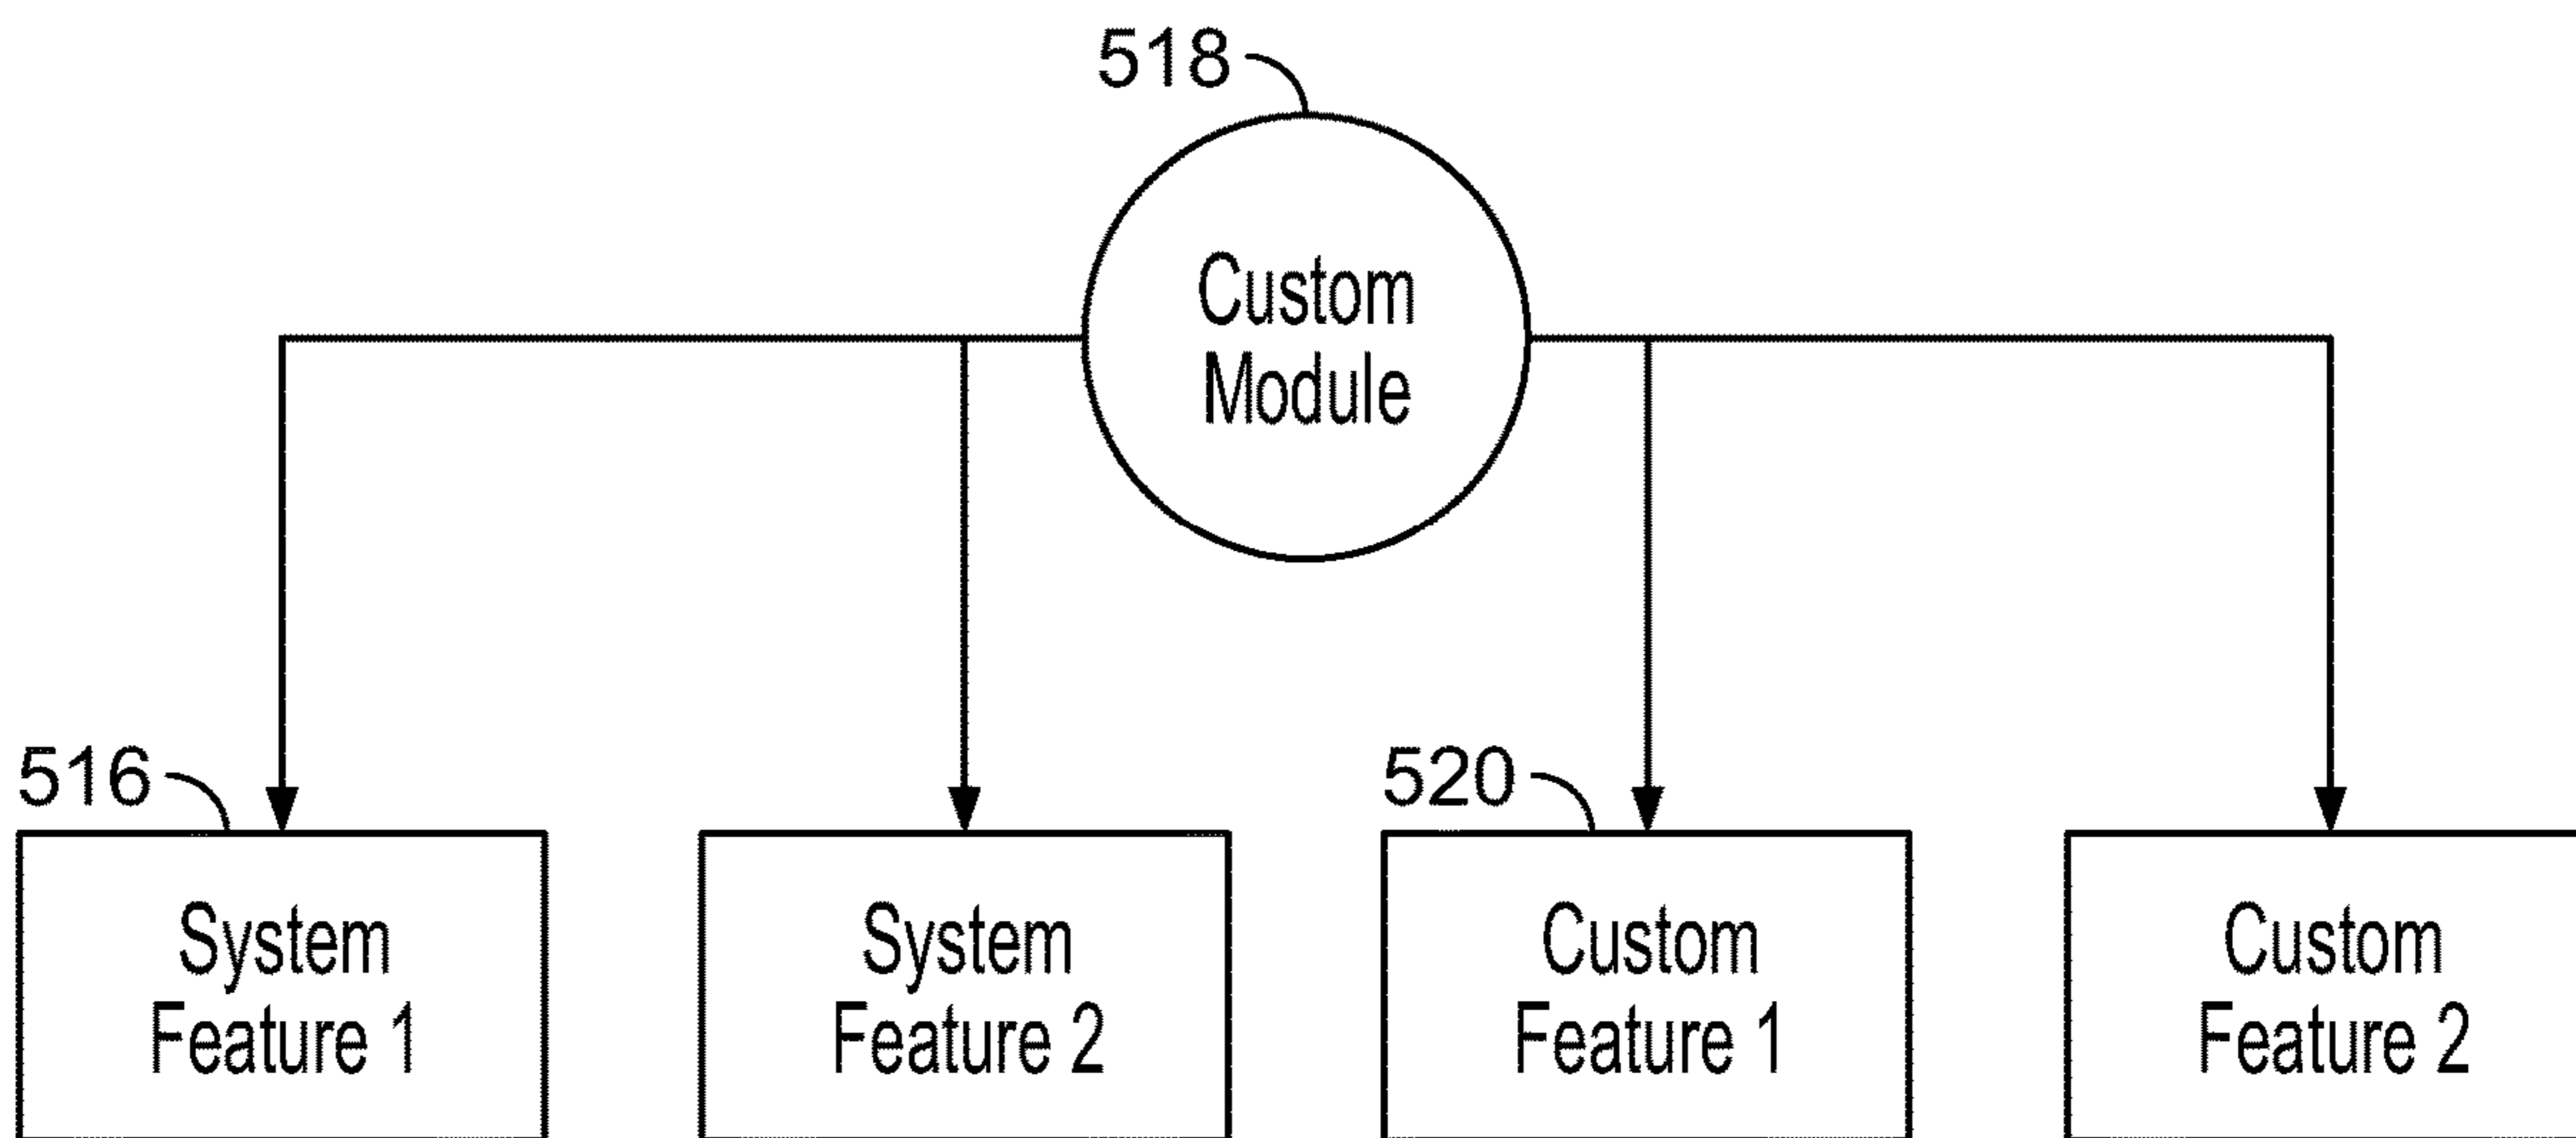 518
Custom
Module
516
520
System
Feature 1
System
Feature 2
Custom
Feature 1
Custom
Feature 2